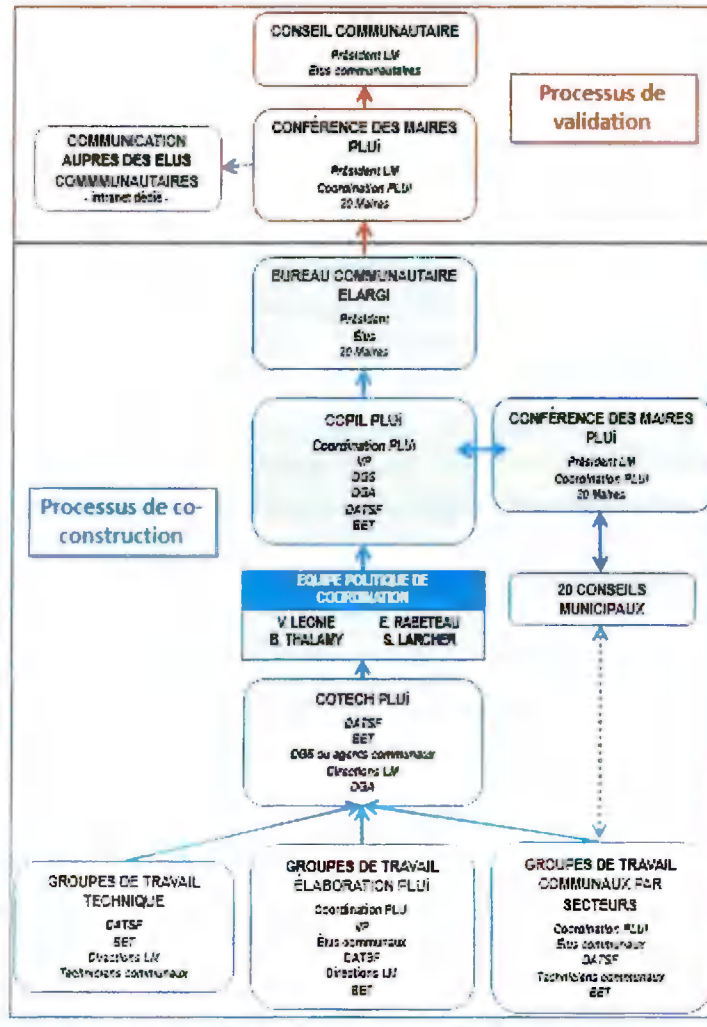 CONSEIL COMMUNAUTAIRE
Président LM
Élus communautaires
Processus de
validation
CONFÉRENCE DES MAIRES
PLUi
Président LM
Coordination PLUi
20 Maires
COMMUNICATION
AUPRES DES ELUS
COMMMUNAUTAIRES
- intranet dédié -
BUREAU COMMUNAUTAIRE
ELARGI
Président
Élus
20 Maires
COPIL PLUi
Coordination PLUi
VP
DGS
DGA
DATSF
BET
CONFÉRENCE DES MAIRES
PLUi
Président LM
Coordination PLUi
20 Maires
Processus de co-
construction
EQUIPE POLITIQUE DE
COORDINATION
V. LEONIE E. RABETEAU
B. THALAMY S. LARCHER
20 CONSEILS
MUNICIPAUX
COTECH PLUi
DATSF
BET
DGS ou agents communaux
Directions LM
DGA
GROUPES DE TRAVAIL
TECHNIQUE
DATSF
BET
Directions LM
Techniciens communaux
GROUPES DE TRAVAIL
ÉLABORATION PLUi
Coordination PLU
VP
Élus communaux
DATSF
Directions LM
BET
GROUPES DE TRAVAIL
COMMUNAUX PAR
SECTEURS
Coordination PLUi
Élus communaux
DATSF
Techniciens communaux
BET